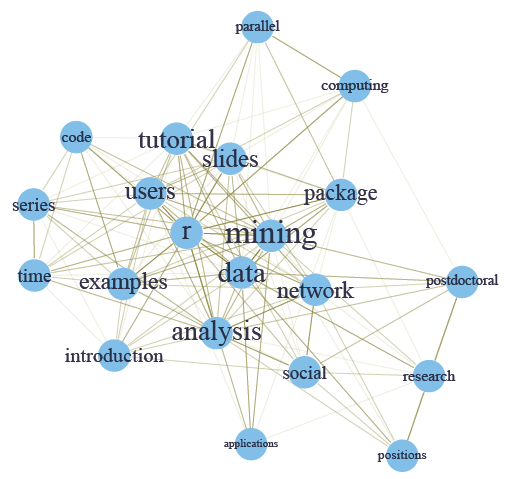 parallel
computing
code
tutorial
slides
users
package
series
r
mining
time
examples
data
network
postdoctoral
analysis
introduction
social
research
applications
positions